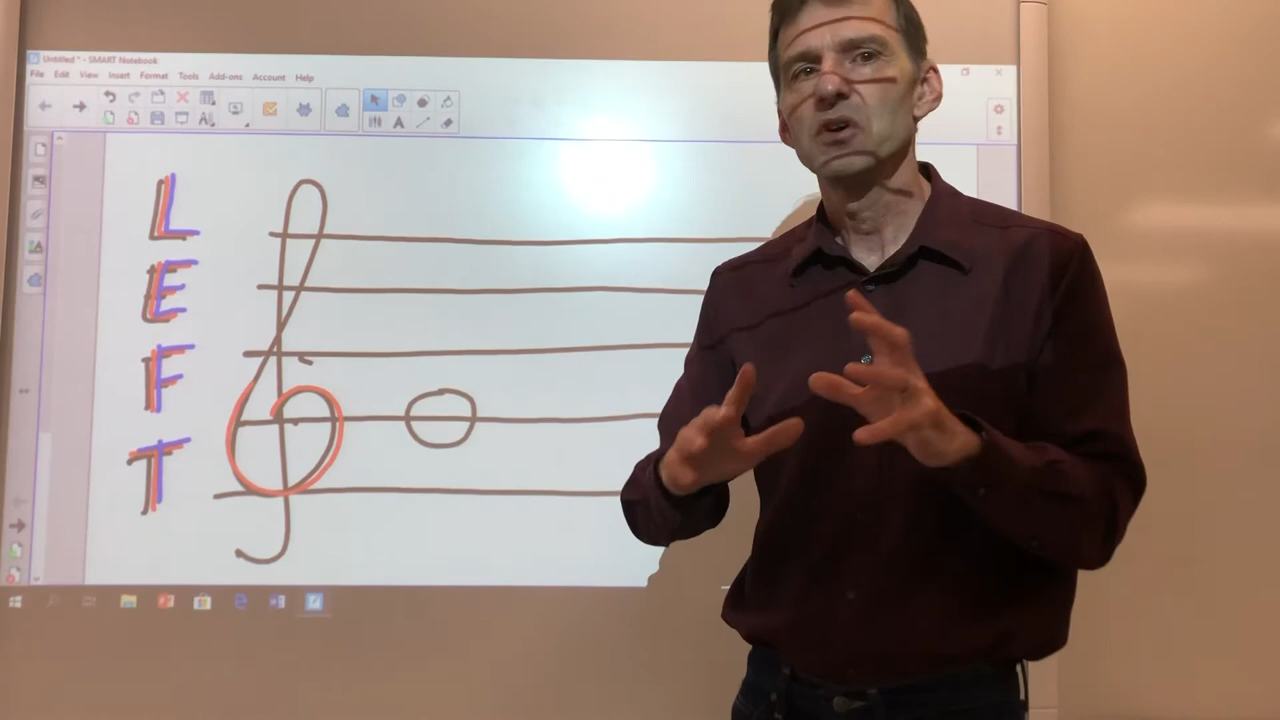 Untitled * - SMART Notebook
File Edit View Insert Format Tools Add-ons Account Help
L
E
F
T